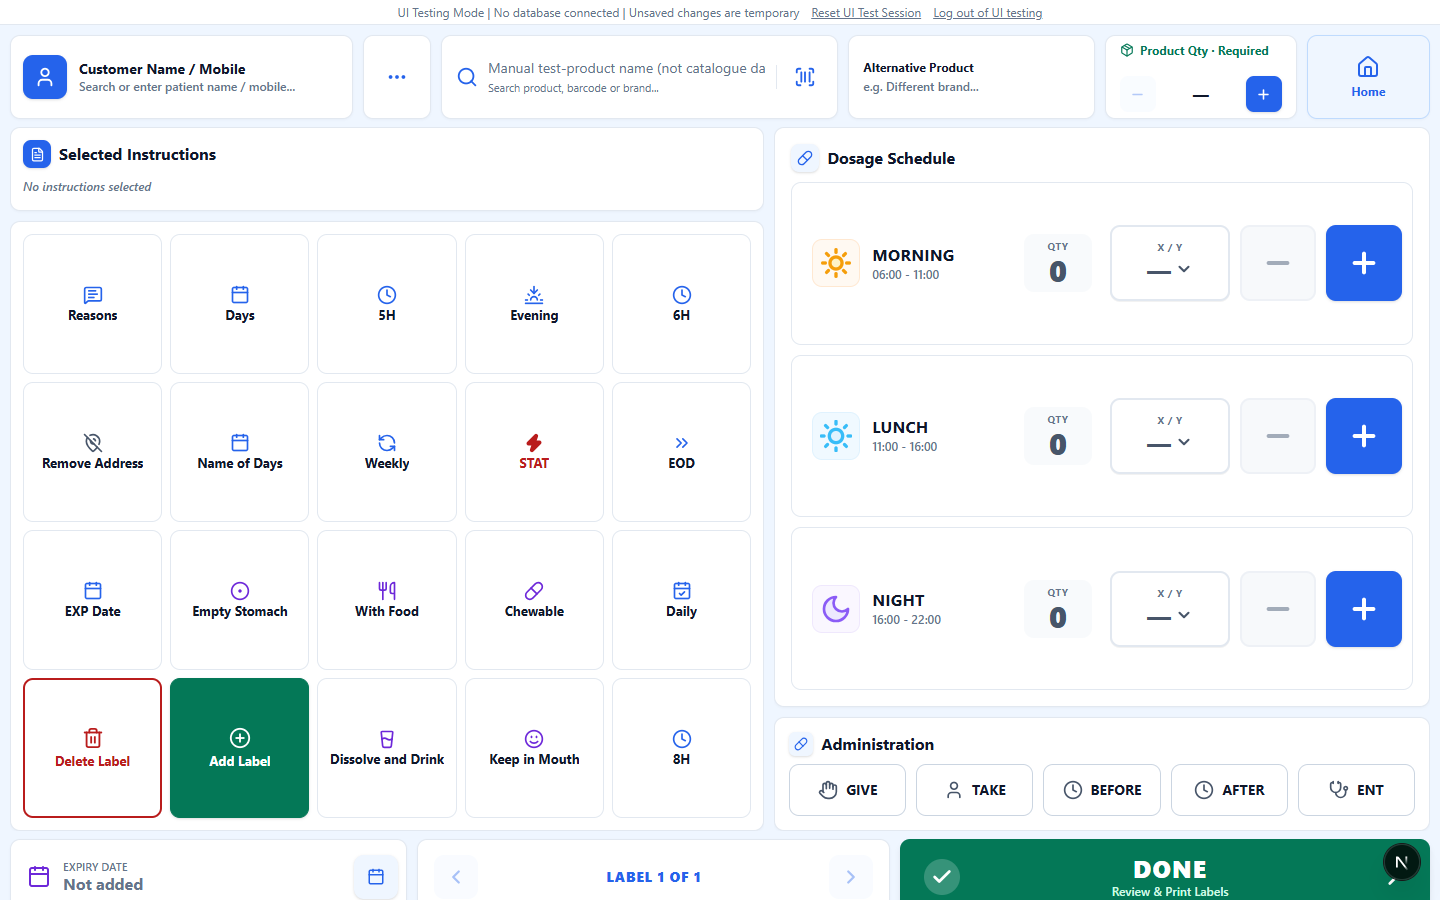 UI Testing Mode | No database connected | Unsaved changes are temporary Reset UI Test Session Log out of UI testing
Customer Name / Mobile
Search or enter patient name / mobile...
Manual test-product name (not catalogue da
Search product, barcode or brand...
Alternative Product
e.g. Different brand...
Product Qty · Required
—
Home
Selected Instructions
No instructions selected
Reasons
Days
5H
Evening
6H
Remove Address
Name of Days
Weekly
STAT
EOD
EXP Date
Empty Stomach
With Food
Chewable
Daily
Delete Label
Add Label
Dissolve and Drink
Keep in Mouth
8H
Dosage Schedule
MORNING
06:00 - 11:00
QTY
0
X / Y
—
LUNCH
11:00 - 16:00
QTY
0
X / Y
—
NIGHT
16:00 - 22:00
QTY
0
X / Y
—
Administration
GIVE
TAKE
BEFORE
AFTER
ENT
EXPIRY DATE
Not added
LABEL 1 OF 1
DONE
Review & Print Labels
N